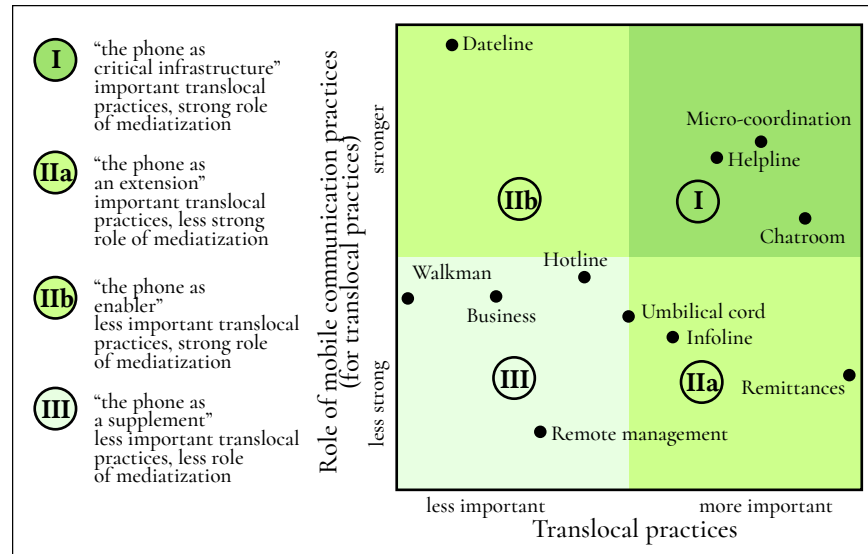 I
“the phone as
critical infrastructure”
important translocal
practices, strong role
of mediatization
IIa
“the phone as
an extension”
important translocal
practices, less strong
role of mediatization
IIb
“the phone as
enabler”
less important translocal
practices, strong role
of mediatization
III
“the phone as
a supplement”
less important translocal
practices, less role
of mediatization
Role of mobile communication practices
(for translocal practices)
srronger
less strong
Dateline
Micro-coordination
Helpline
IIb
I
Chatroom
Hotline
Walkman
Business
Umbilical cord
Infoline
III
IIa
Remittances
Remote management
less important
more important
Translocal practices